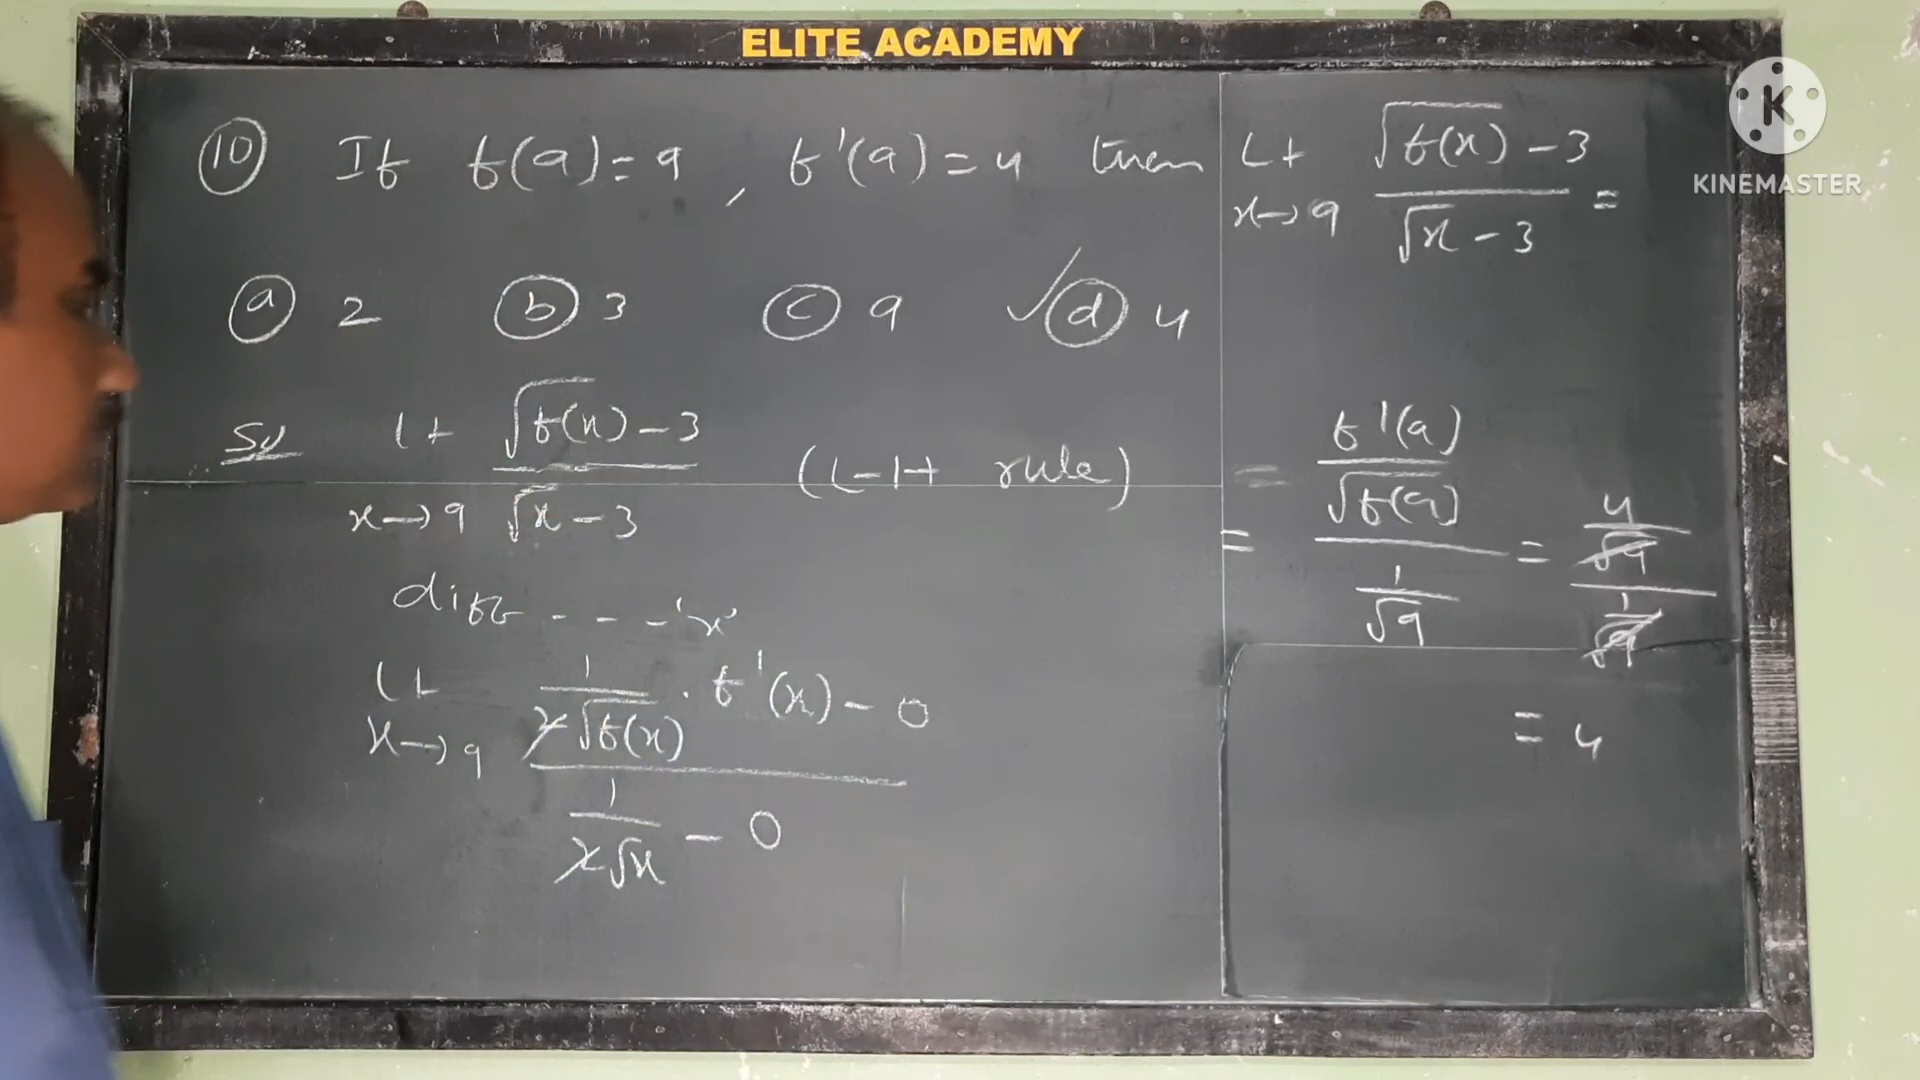 ELITE ACADEMY
K
KINEMASTER
(10) If f(9)=9, f'(9)=4 then Lt x→9 (√f(x) - 3)/(√x - 3) =
(a) 2 (b) 3 (c) 9 ✓(d) 4
Sol Lt x→9 (√f(x) - 3)/(√x - 3) (L-H rule)
diff - - - 'x'
Lt x→9 (1/(2√f(x)) · f'(x) - 0)/(1/(2√x) - 0)
= (f'(9)/√f(9))/(1/√9) = (4/√9)/(1/√9)
= 4